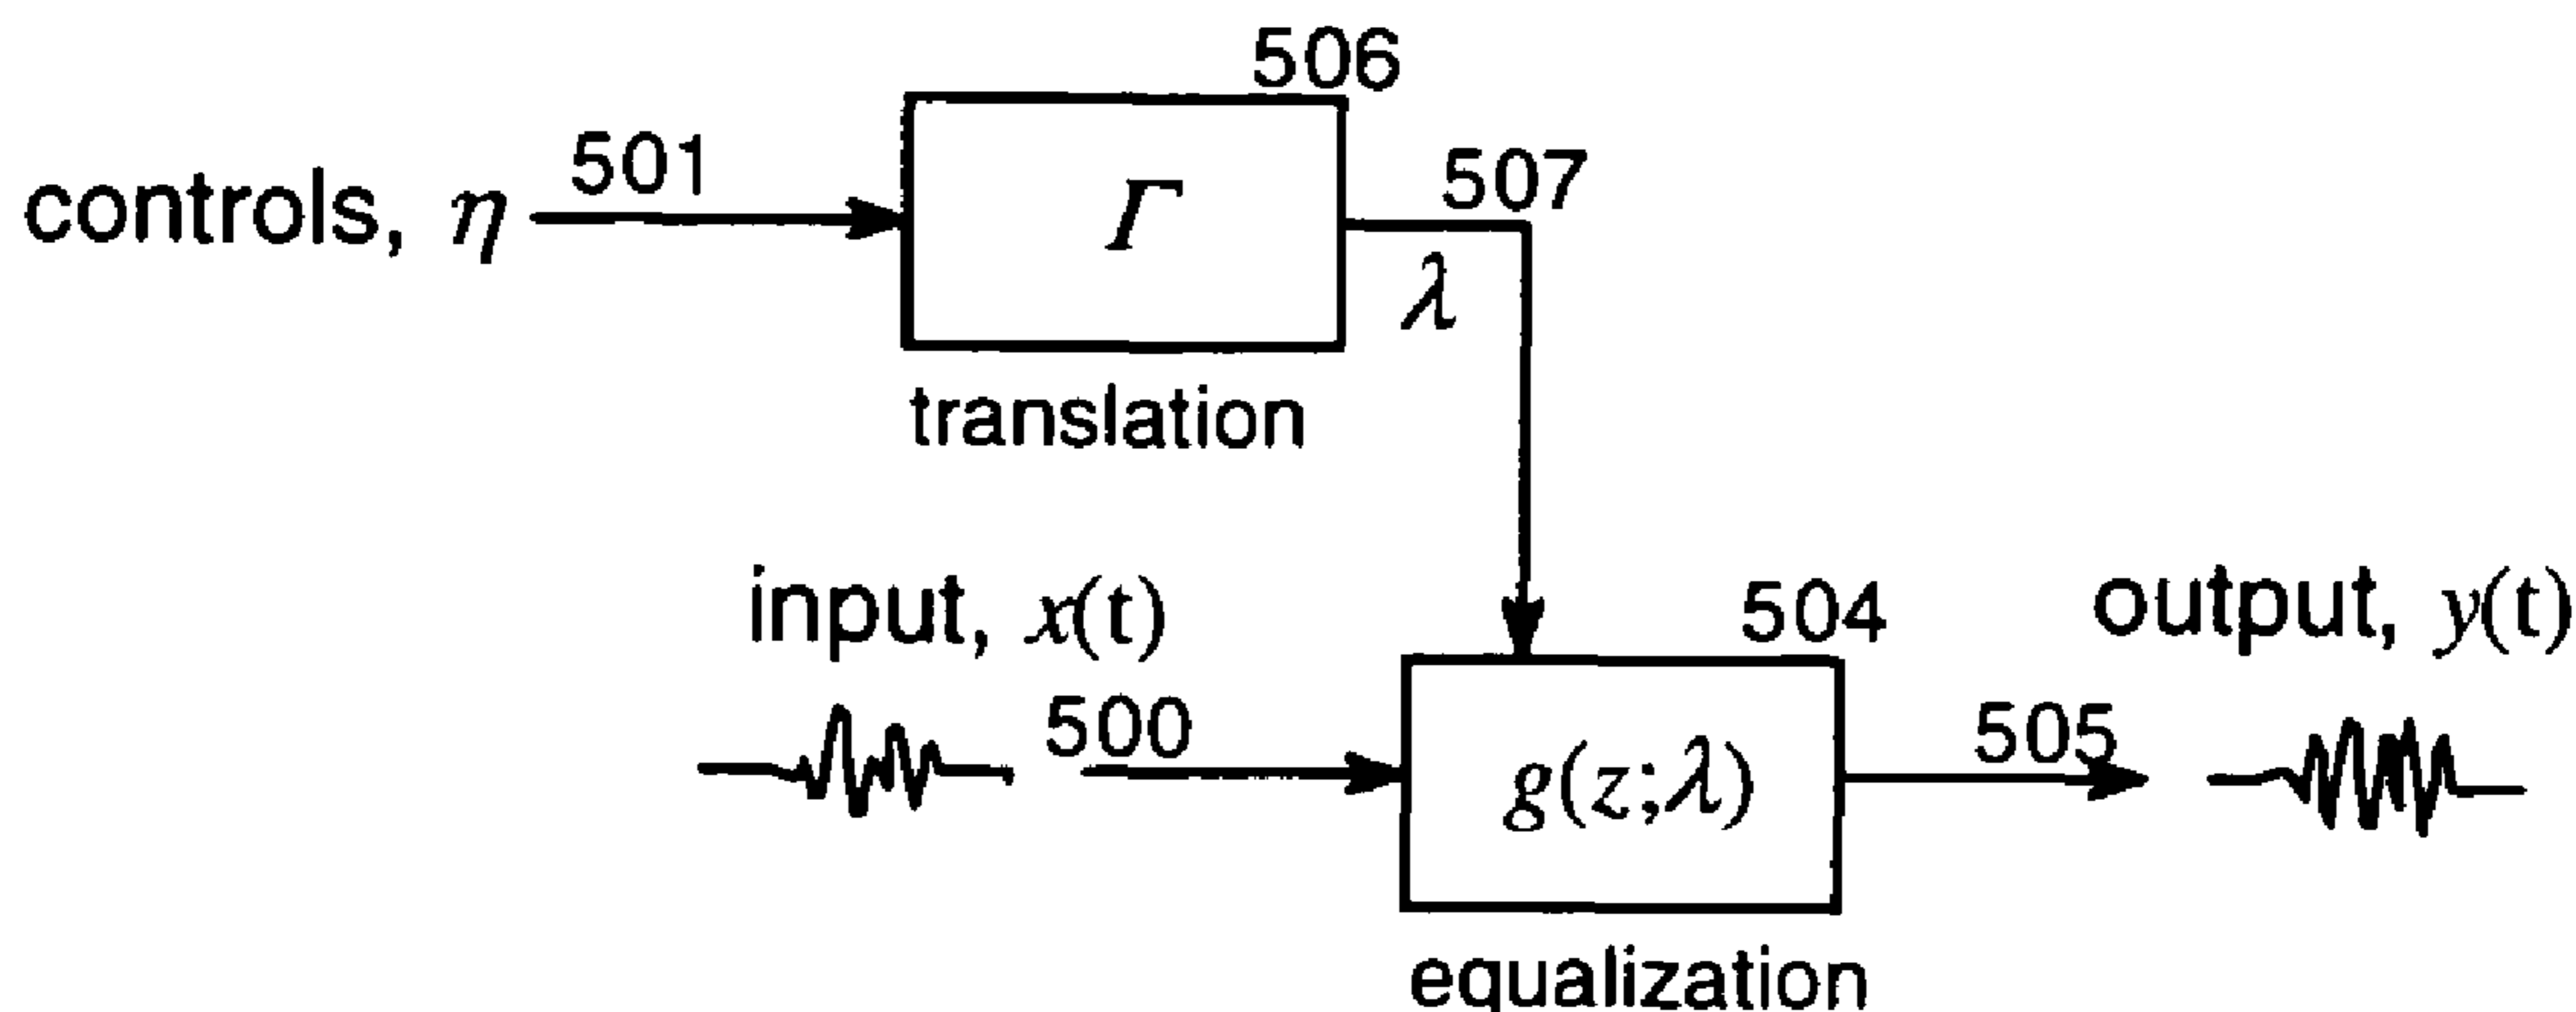 506
controls, η
501
Γ
507
λ
translation
input, x(t)
504
output, y(t)
500
g(z;λ)
505
equalization